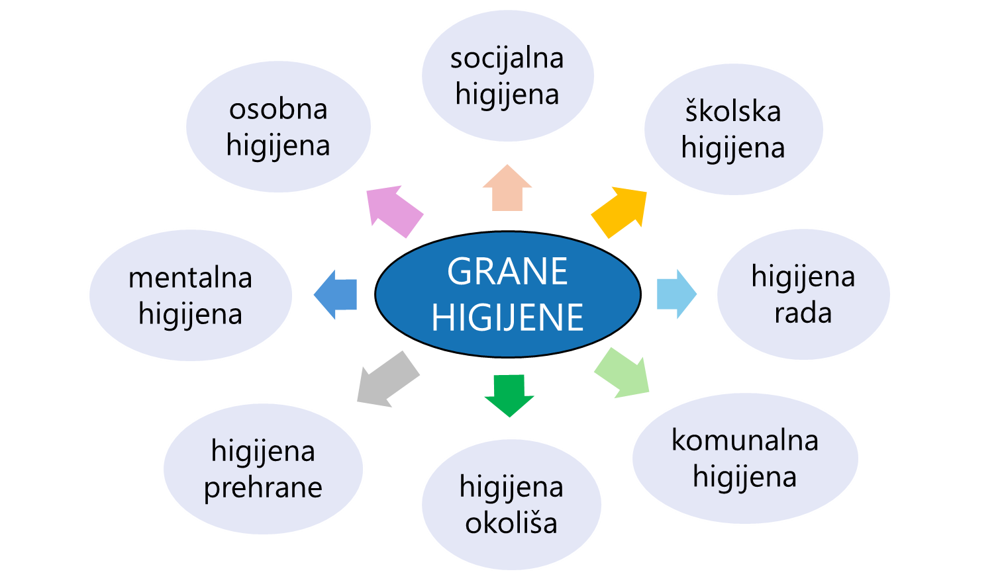 socijalna
higijena
osobna
higijena
školska
higijena
GRANE
HIGIJENE
mentalna
higijena
higijena
rada
higijena
prehrane
komunalna
higijena
higijena
okoliša